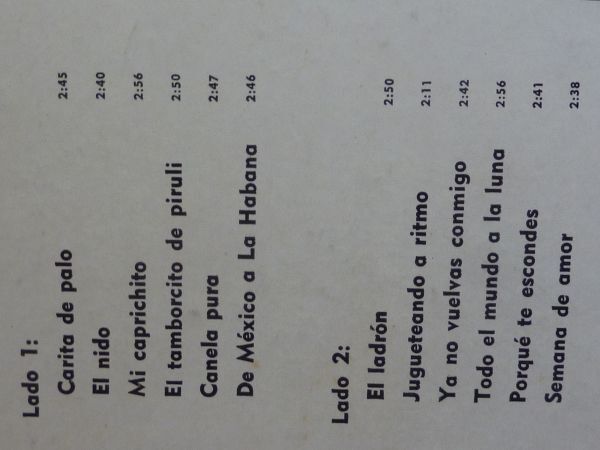 Lado 1:
Carita de palo 2:45
El nido 2:40
Mi caprichito 2:56
El tamborcito de piruli 2:50
Canela pura 2:47
De México a La Habana 2:46
Lado 2:
El ladrón 2:50
Jugueteando a ritmo 2:11
Ya no vuelvas conmigo 2:42
Todo el mundo a la luna 2:56
Porqué te escondes 2:41
Semana de amor 2:38